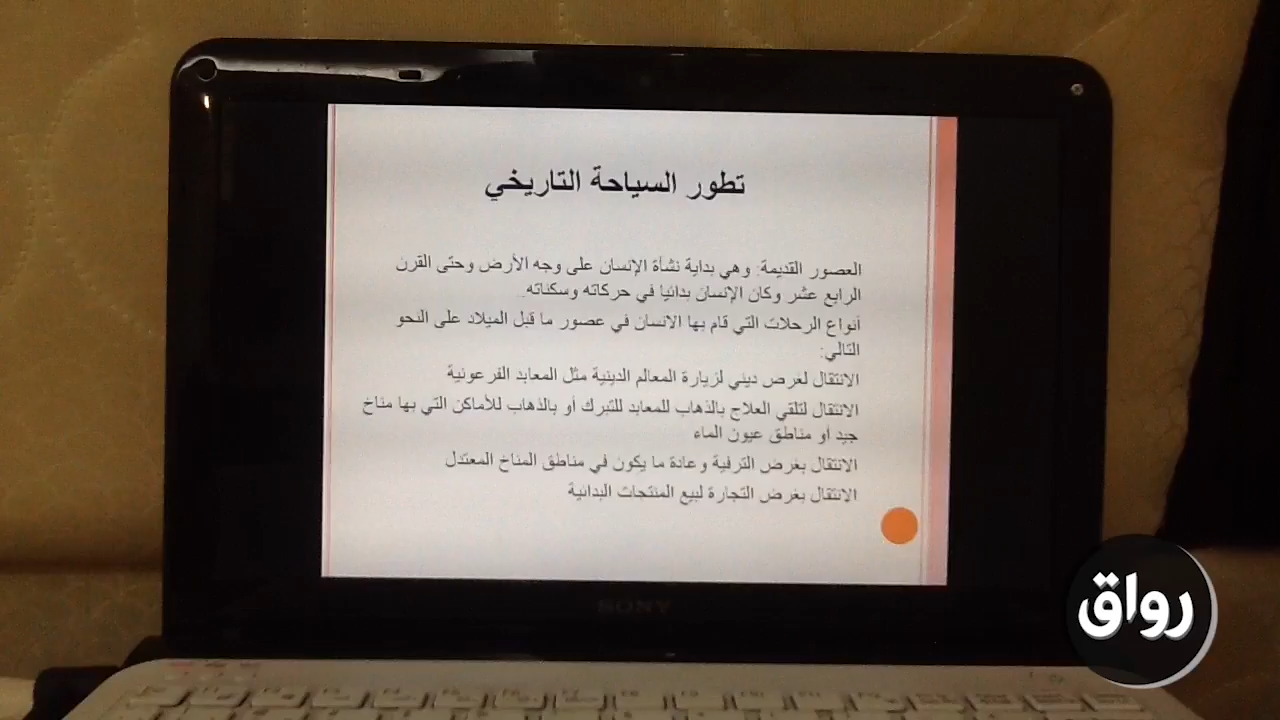 تطور السياحة التاريخي
العصور القديمة: وهي بداية نشأة الإنسان على وجه الأرض وحتى القرن
الرابع عشر وكان الإنسان بدائيا في حركاته وسكناته..
أنواع الرحلات التي قام بها الانسان في عصور ما قبل الميلاد على النحو
التالي:
الانتقال لغرض ديني لزيارة المعالم الدينية مثل المعابد الفرعونية
الانتقال لتلقي العلاج بالذهاب للمعابد للتبرك أو بالذهاب للأماكن التي بها مناخ
جيد أو مناطق عيون الماء
الانتقال بغرض الترفية وعادة ما يكون في مناطق المناخ المعتدل
الانتقال بغرض التجارة لبيع المنتجات البدائية
SONY
رواق